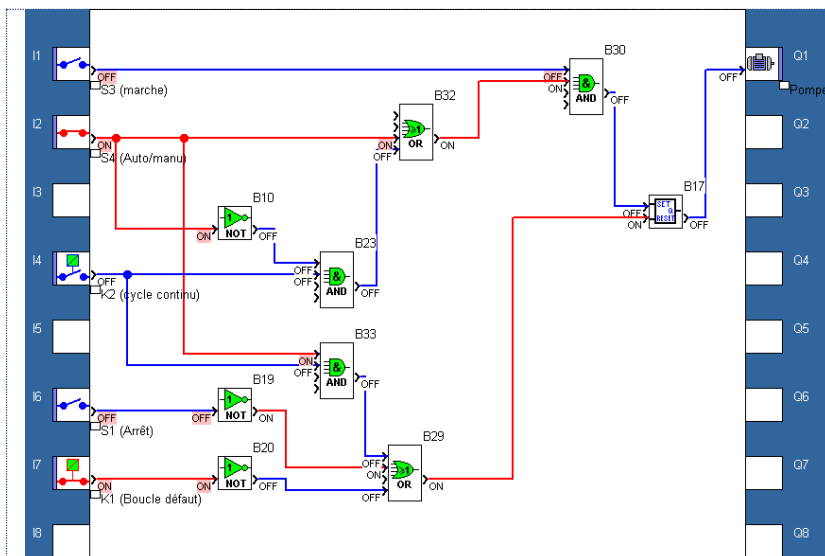 B30
I1
Q1
OFF
OFF
S3 (marche)
ON
&
AND
OFF
OFF
Pompe
B32
I2
Q2
≥1
OR
ON
S4 (Auto/manu)
ON
OFF
ON
I3
B10
B17
Q3
1
NOT
ON
OFF
SET
Q
RESET
OFF
ON
OFF
B23
I4
Q4
OFF
K2 (cycle continu)
OFF
OFF
&
AND
OFF
I5
B33
Q5
ON
&
AND
OFF
I6
B19
Q6
OFF
S1 (Arrêt)
OFF
1
NOT
ON
B29
I7
B20
Q7
ON
K1 (Boucle défaut)
ON
1
NOT
OFF
OFF
ON
OFF
≥1
OR
ON
I8
Q8